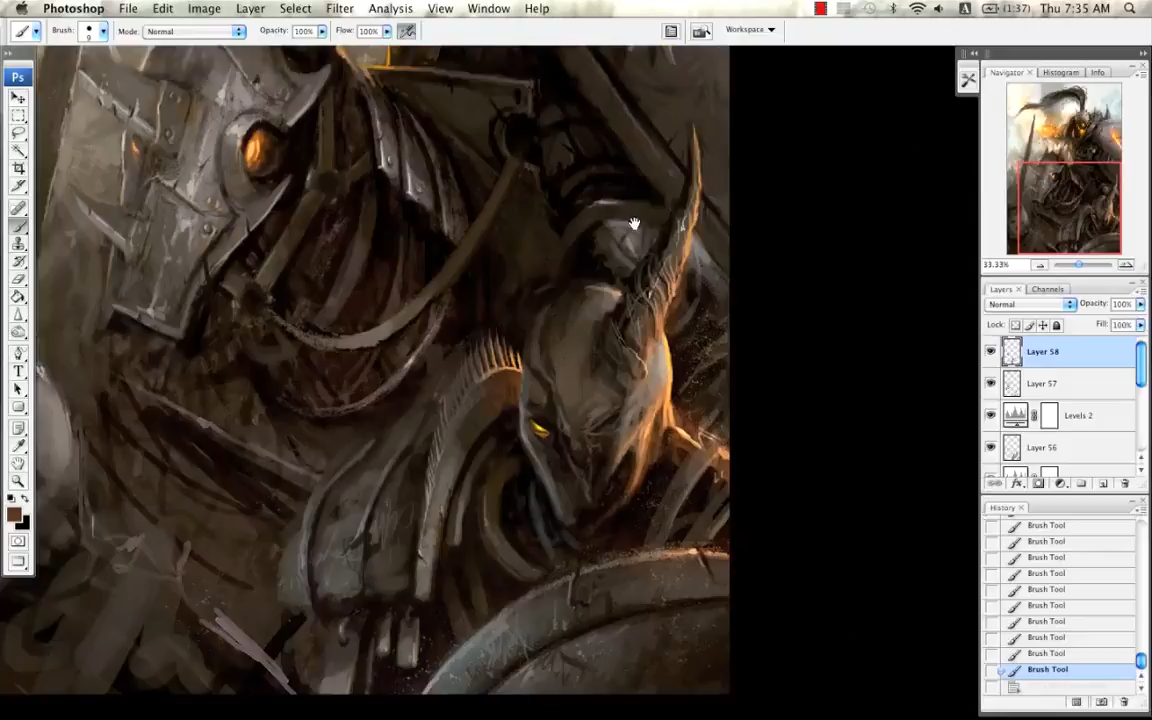 Photoshop File Edit Image Layer Select Filter Analysis View Window Help (1:37) Thu 7:35 AM
Brush: 9 Mode: Normal Opacity: 100% Flow: 100% Workspace
Ps
Navigator Histogram Info
33.33%
Layers Channels
Normal Opacity: 100%
Lock: Fill: 100%
Layer 58
Layer 57
Levels 2
Layer 56
History
Brush Tool
Brush Tool
Brush Tool
Brush Tool
Brush Tool
Brush Tool
Brush Tool
Brush Tool
Brush Tool
Brush Tool